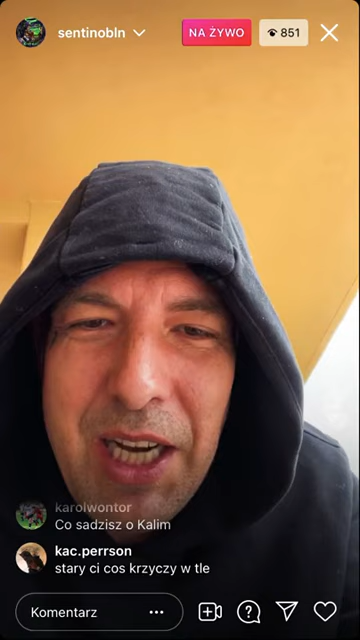 sentinobln
NA ŻYWO
851
karolwontor
Co sadzisz o Kalim
kac.perrson
stary ci cos krzyczy w tle
Komentarz